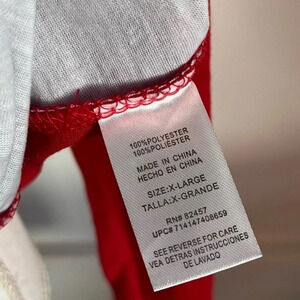 100%POLYESTER
100%POLIÉSTER
MADE IN CHINA
HECHO EN CHINA
SIZE:X-LARGE
TALLA:X-GRANDE
RN# 82457
UPC# 714147408659
SEE REVERSE FOR CARE
VEA DETRAS INSTRUCCIONES
DE LAVADO